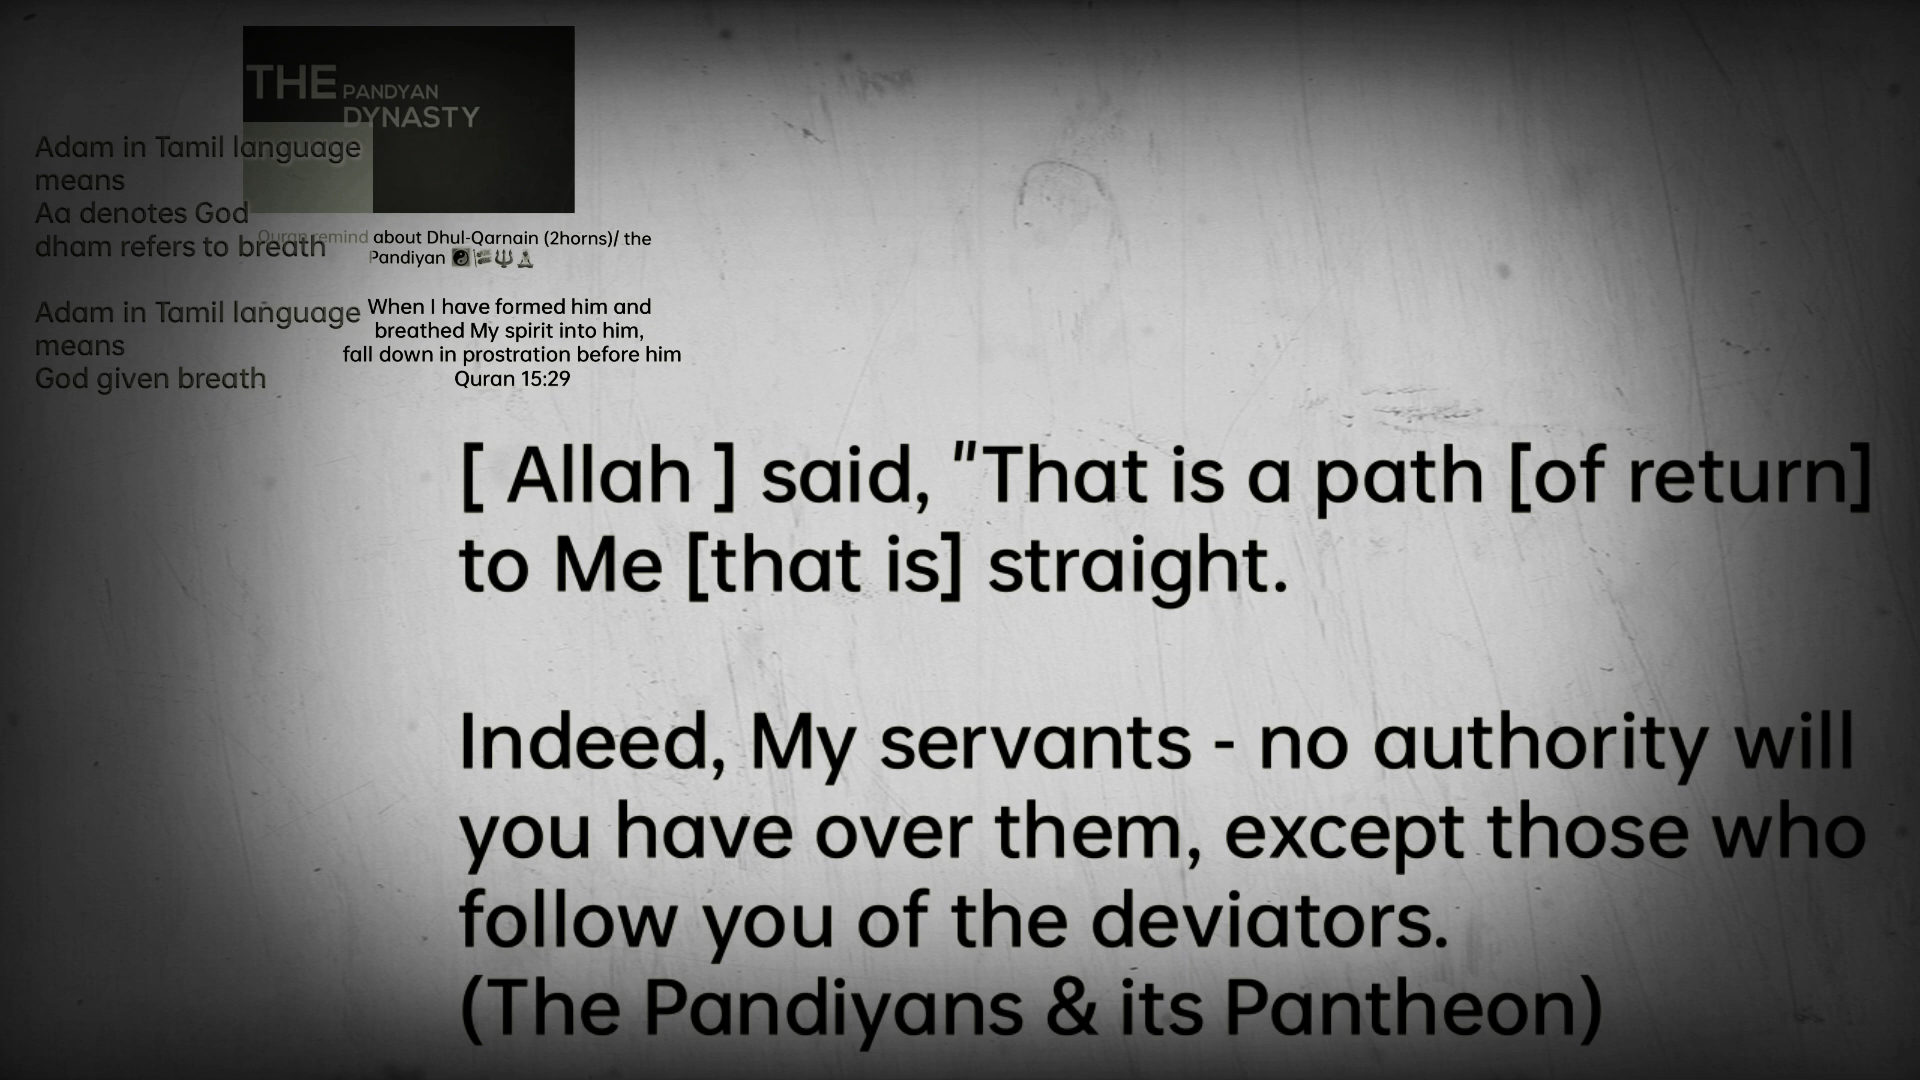 THE PANDYAN
DYNASTY
Adam in Tamil language
means
Aa denotes God
dham refers to breath
Quran remind about Dhul-Qarnain (2horns)/ the
Pandiyan ☯️🎏🔱🧘
Adam in Tamil language
means
God given breath
When I have formed him and
breathed My spirit into him,
fall down in prostration before him
Quran 15:29
[ Allah ] said, "That is a path [of return]
to Me [that is] straight.
Indeed, My servants - no authority will
you have over them, except those who
follow you of the deviators.
(The Pandiyans & its Pantheon)